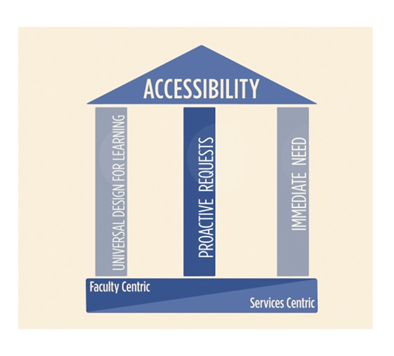 ACCESSIBILITY
UNIVERSAL DESIGN FOR LEARNING
PROACTIVE REQUESTS
IMMEDIATE NEED
Faculty Centric
Services Centric